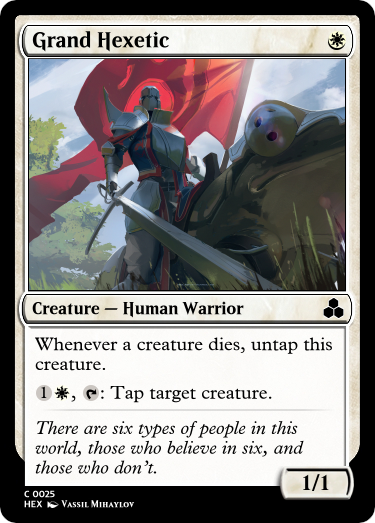 Grand Hexetic
Creature — Human Warrior
Whenever a creature dies, untap this
creature.
1 , : Tap target creature.
There are six types of people in this
world, those who believe in six, and
those who don't.
1/1
C 0025
HEX Vassil Mihaylov